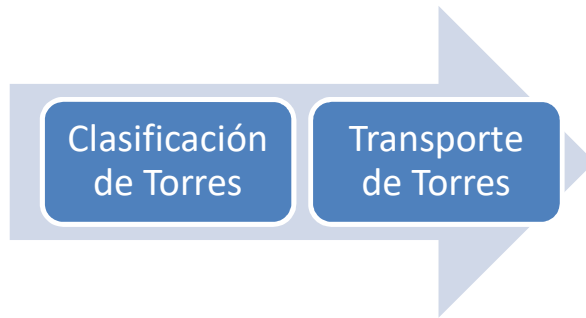 Clasificación
de Torres
Transporte
de Torres